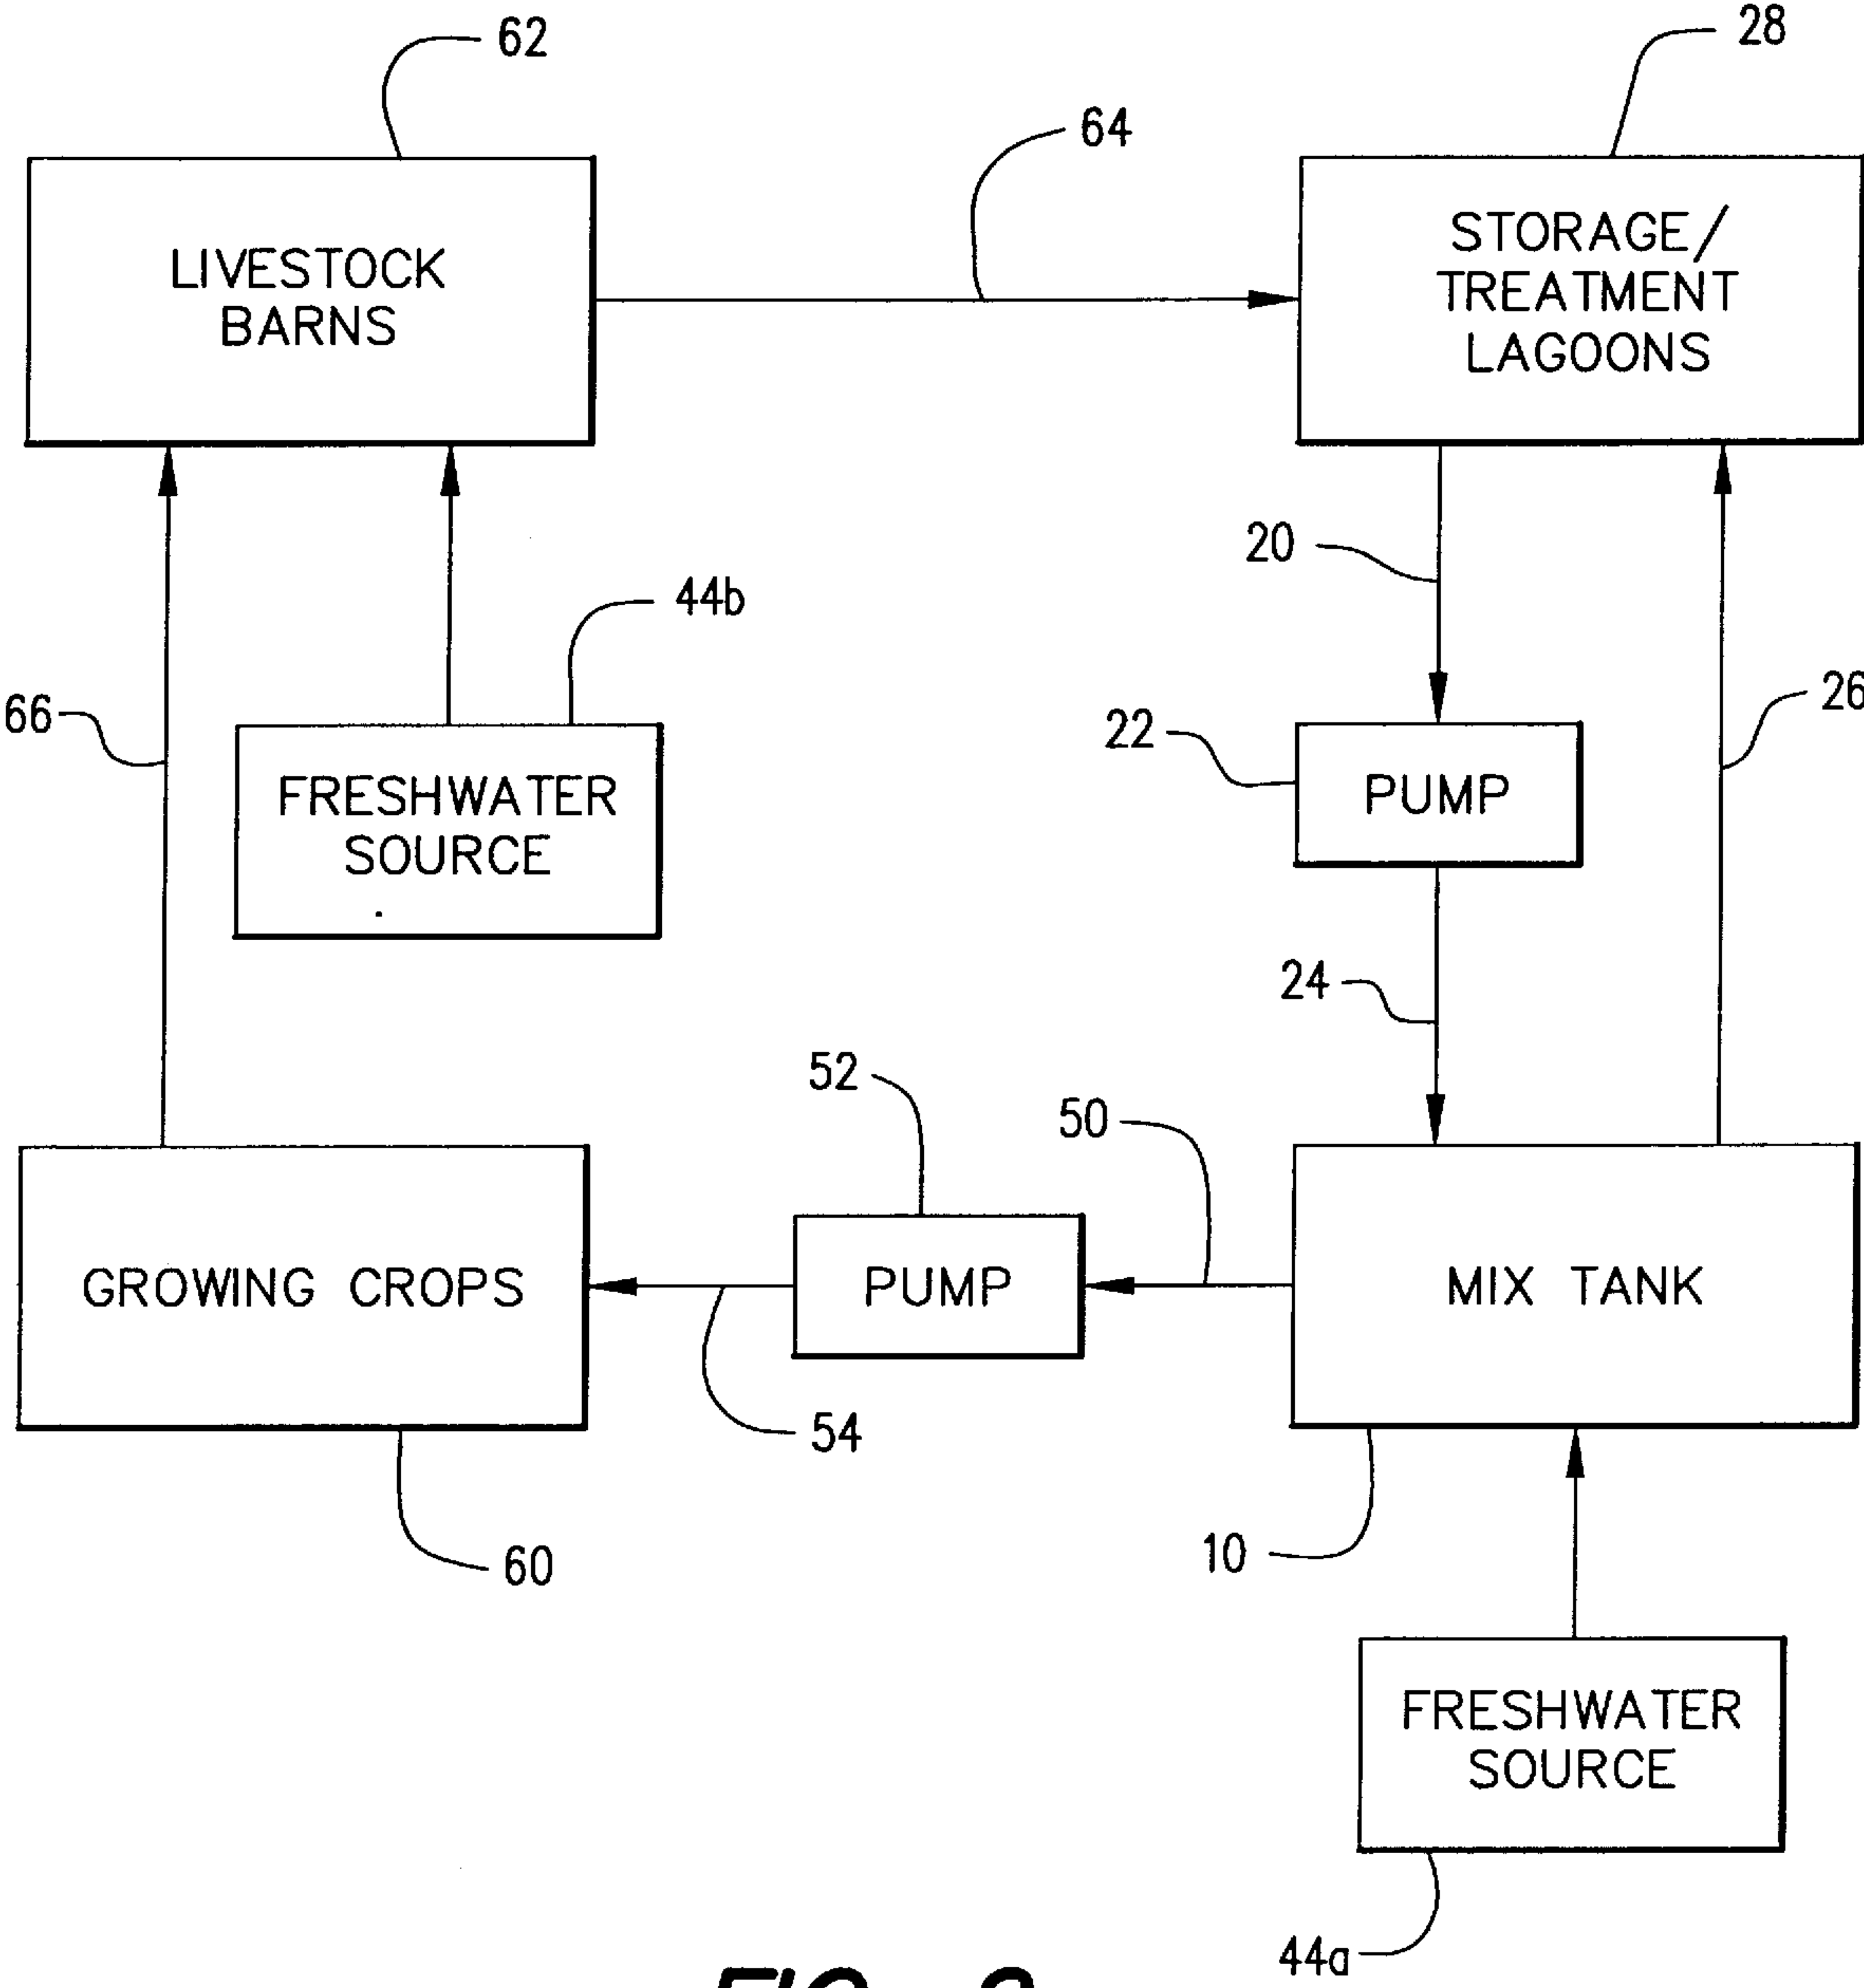 62
28
64
LIVESTOCK
BARNS
STORAGE/
TREATMENT
LAGOONS
20
44b
66
22
26
FRESHWATER
SOURCE
PUMP
24
52
50
GROWING CROPS
PUMP
MIX TANK
54
10
60
FRESHWATER
SOURCE
44a